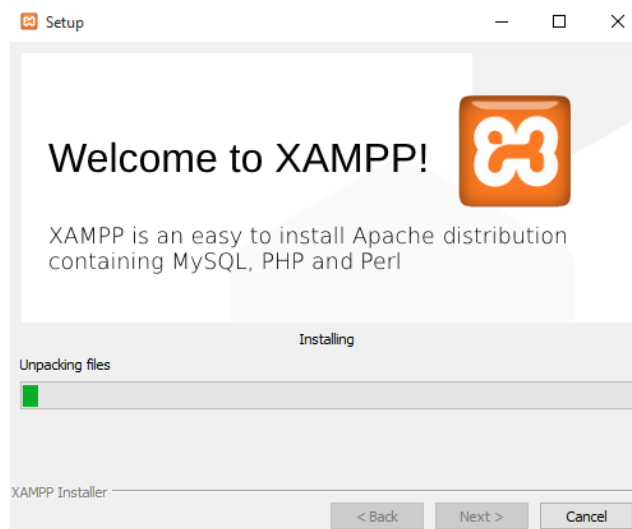 Setup
Welcome to XAMPP!
XAMPP is an easy to install Apache distribution
containing MySQL, PHP and Perl
Installing
Unpacking files
XAMPP Installer
< Back Next > Cancel